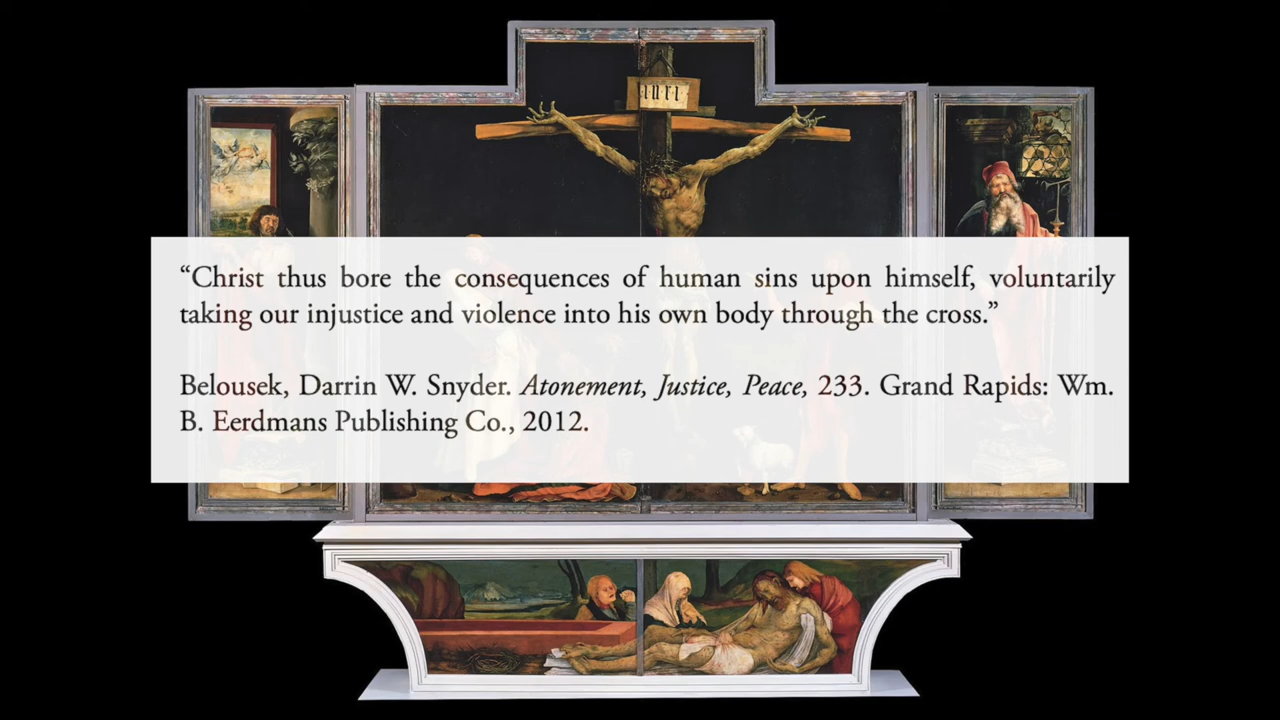 INRI
“Christ thus bore the consequences of human sins upon himself, voluntarily
taking our injustice and violence into his own body through the cross.”
Belousek, Darrin W. Snyder. Atonement, Justice, Peace, 233. Grand Rapids: Wm.
B. Eerdmans Publishing Co., 2012.